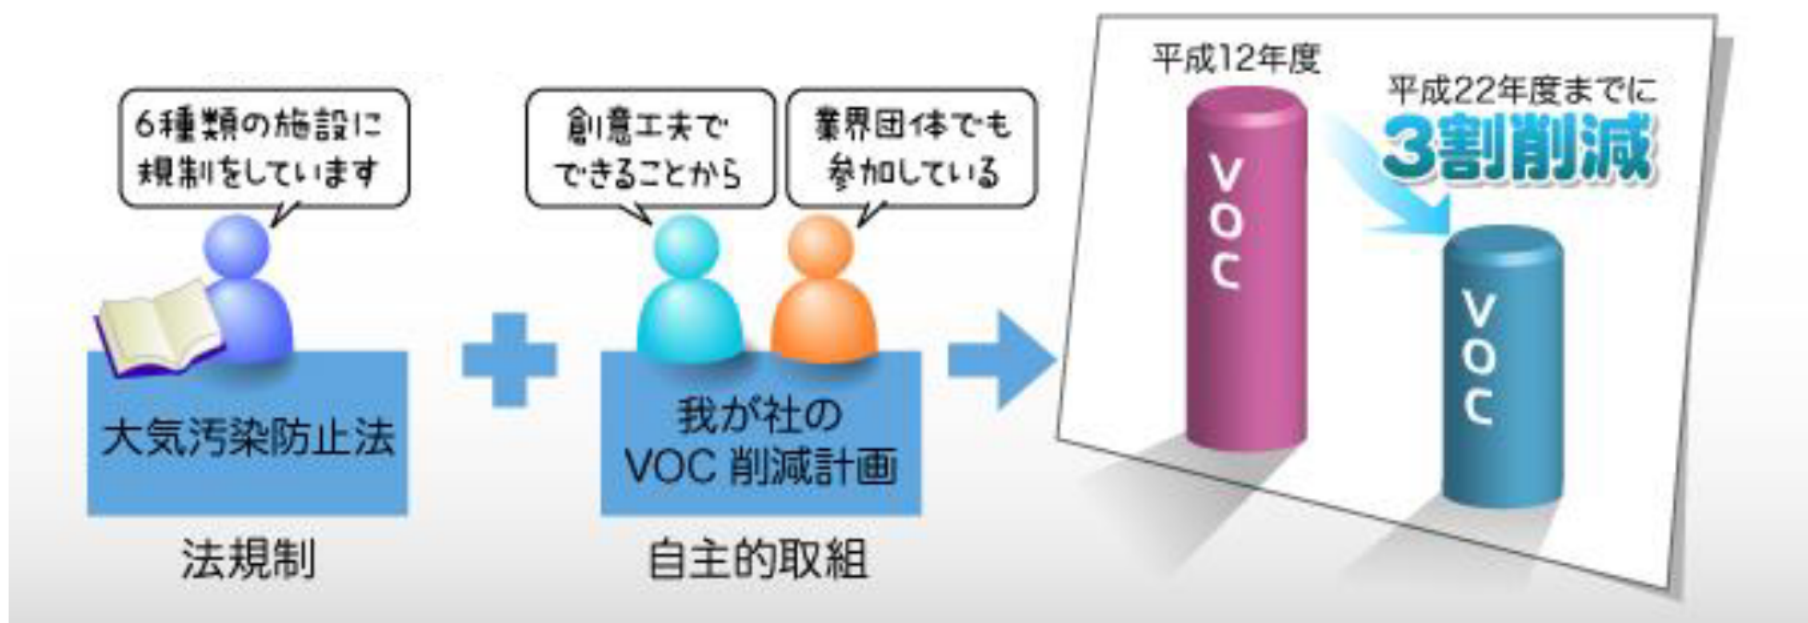 6種類の施設に
規制をしています
大気汚染防止法
法規制
創意工夫で
できることから
業界団体でも
参加している
我が社の
VOC 削減計画
自主的取組
平成12年度
VOC
平成22年度までに
3割削減
VOC